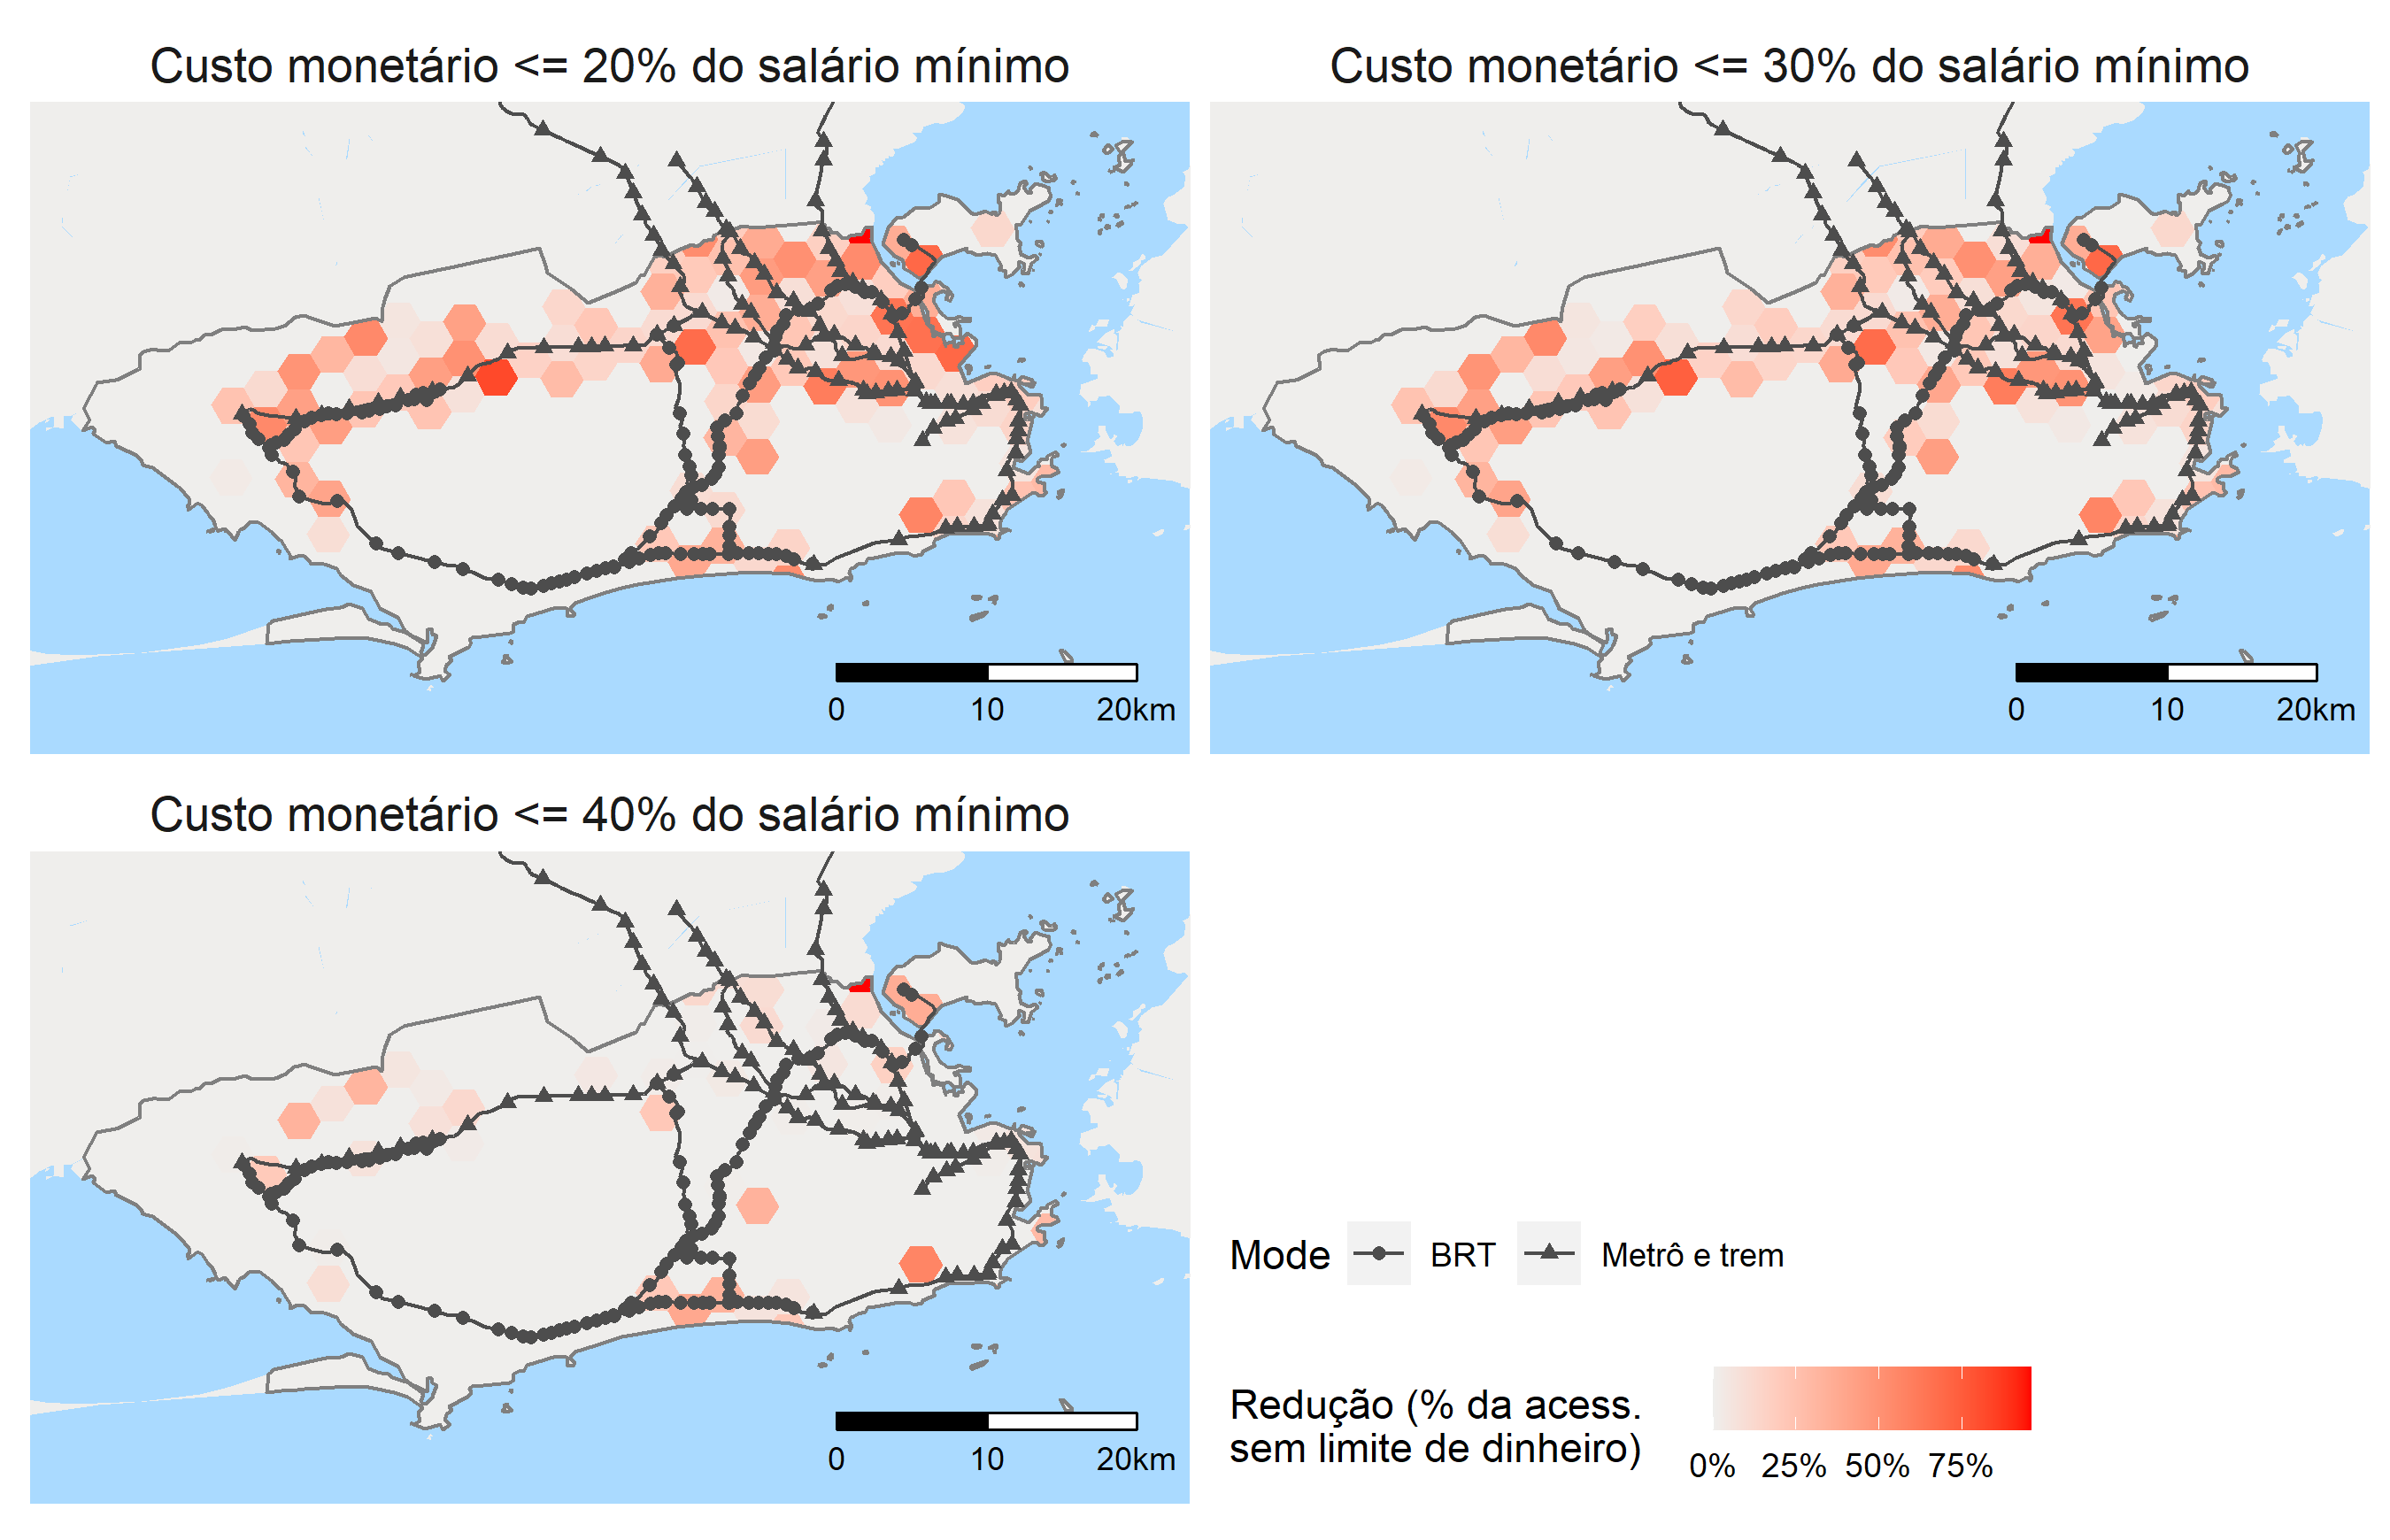 Custo monetário <= 20% do salário mínimo
Custo monetário <= 30% do salário mínimo
0 10 20km
0 10 20km
Custo monetário <= 40% do salário mínimo
0 10 20km
Mode BRT Metrô e trem
Redução (% da acess.
sem limite de dinheiro)
0% 25% 50% 75%